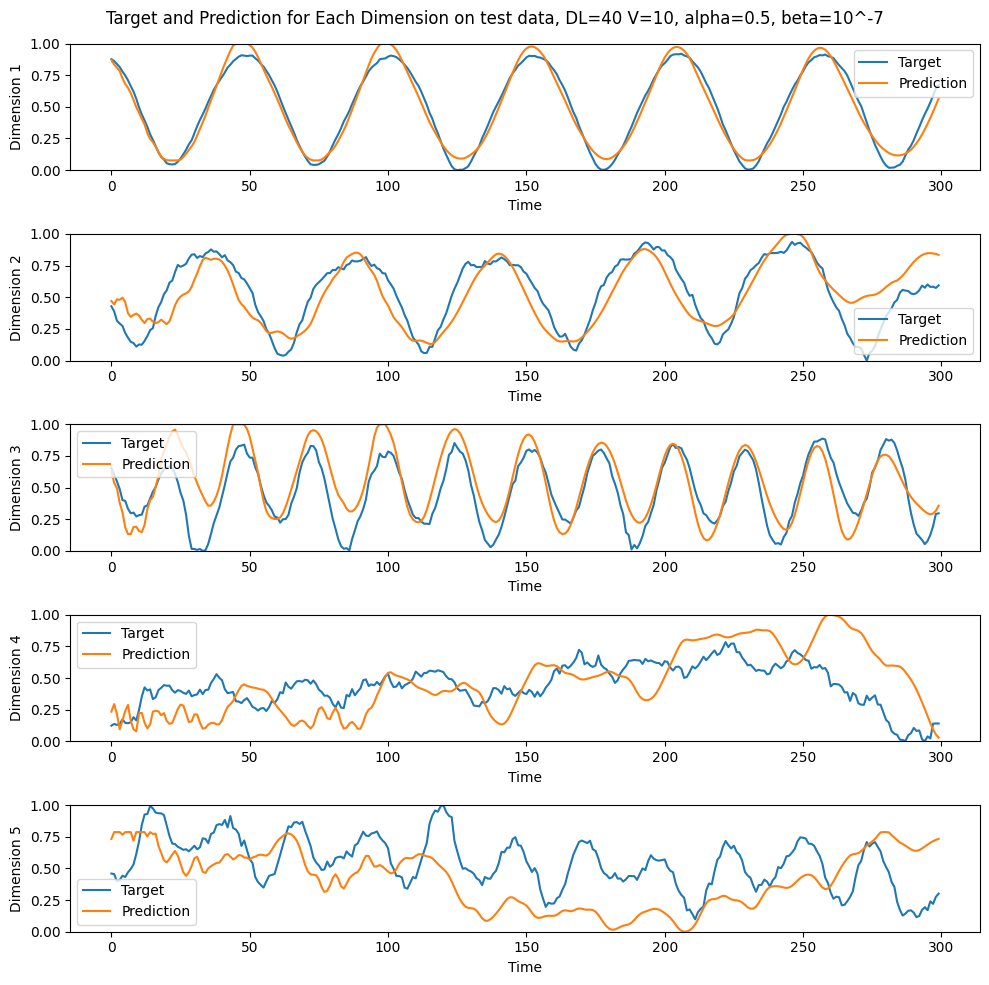 Target and Prediction for Each Dimension on test data, DL=40 V=10, alpha=0.5, beta=10^-7
1.00
0.75
0.50
0.25
0.00
Dimension 1
Target
Prediction
0 50 100 150 200 250 300
Time
1.00
0.75
0.50
0.25
0.00
Dimension 2
Target
Prediction
0 50 100 150 200 250 300
Time
1.00
0.75
0.50
0.25
0.00
Dimension 3
Target
Prediction
0 50 100 150 200 250 300
Time
1.00
0.75
0.50
0.25
0.00
Dimension 4
Target
Prediction
0 50 100 150 200 250 300
Time
1.00
0.75
0.50
0.25
0.00
Dimension 5
Target
Prediction
0 50 100 150 200 250 300
Time